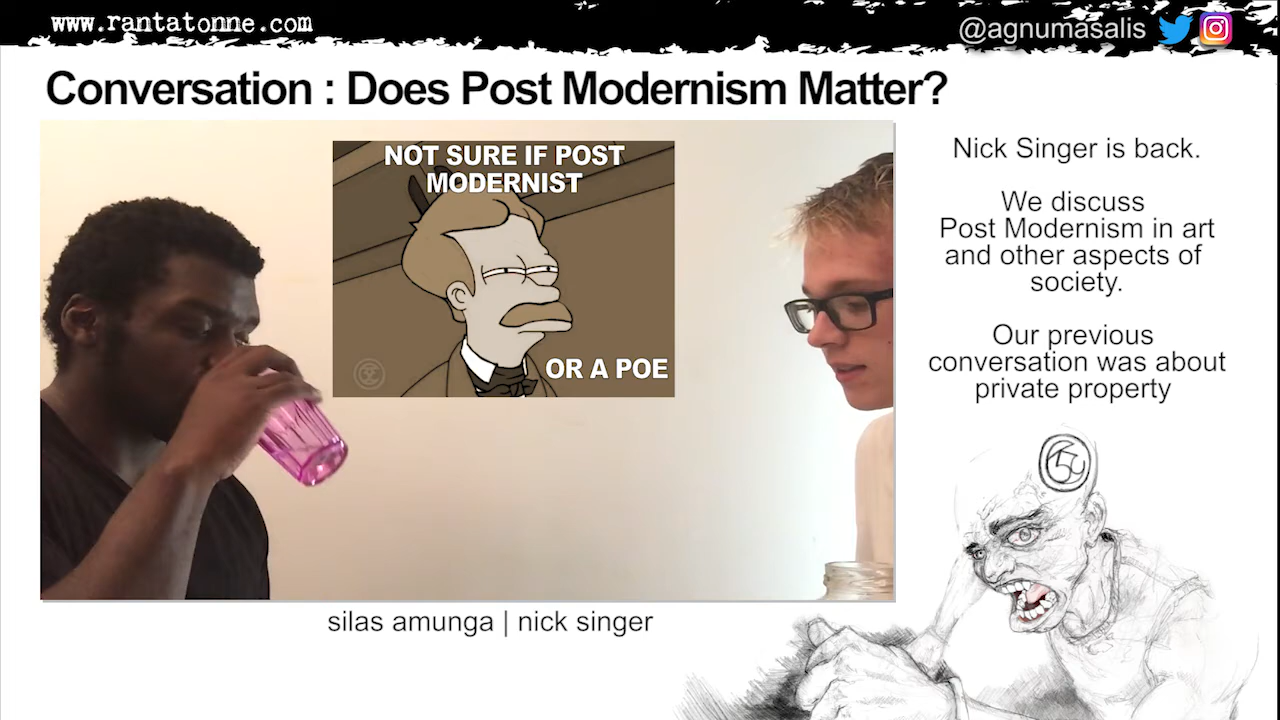 www.rantatonne.com
@agnumasalis
Conversation : Does Post Modernism Matter?
NOT SURE IF POST
MODERNIST
OR A POE
Nick Singer is back.
We discuss
Post Modernism in art
and other aspects of
society.
Our previous
conversation was about
private property
silas amunga | nick singer